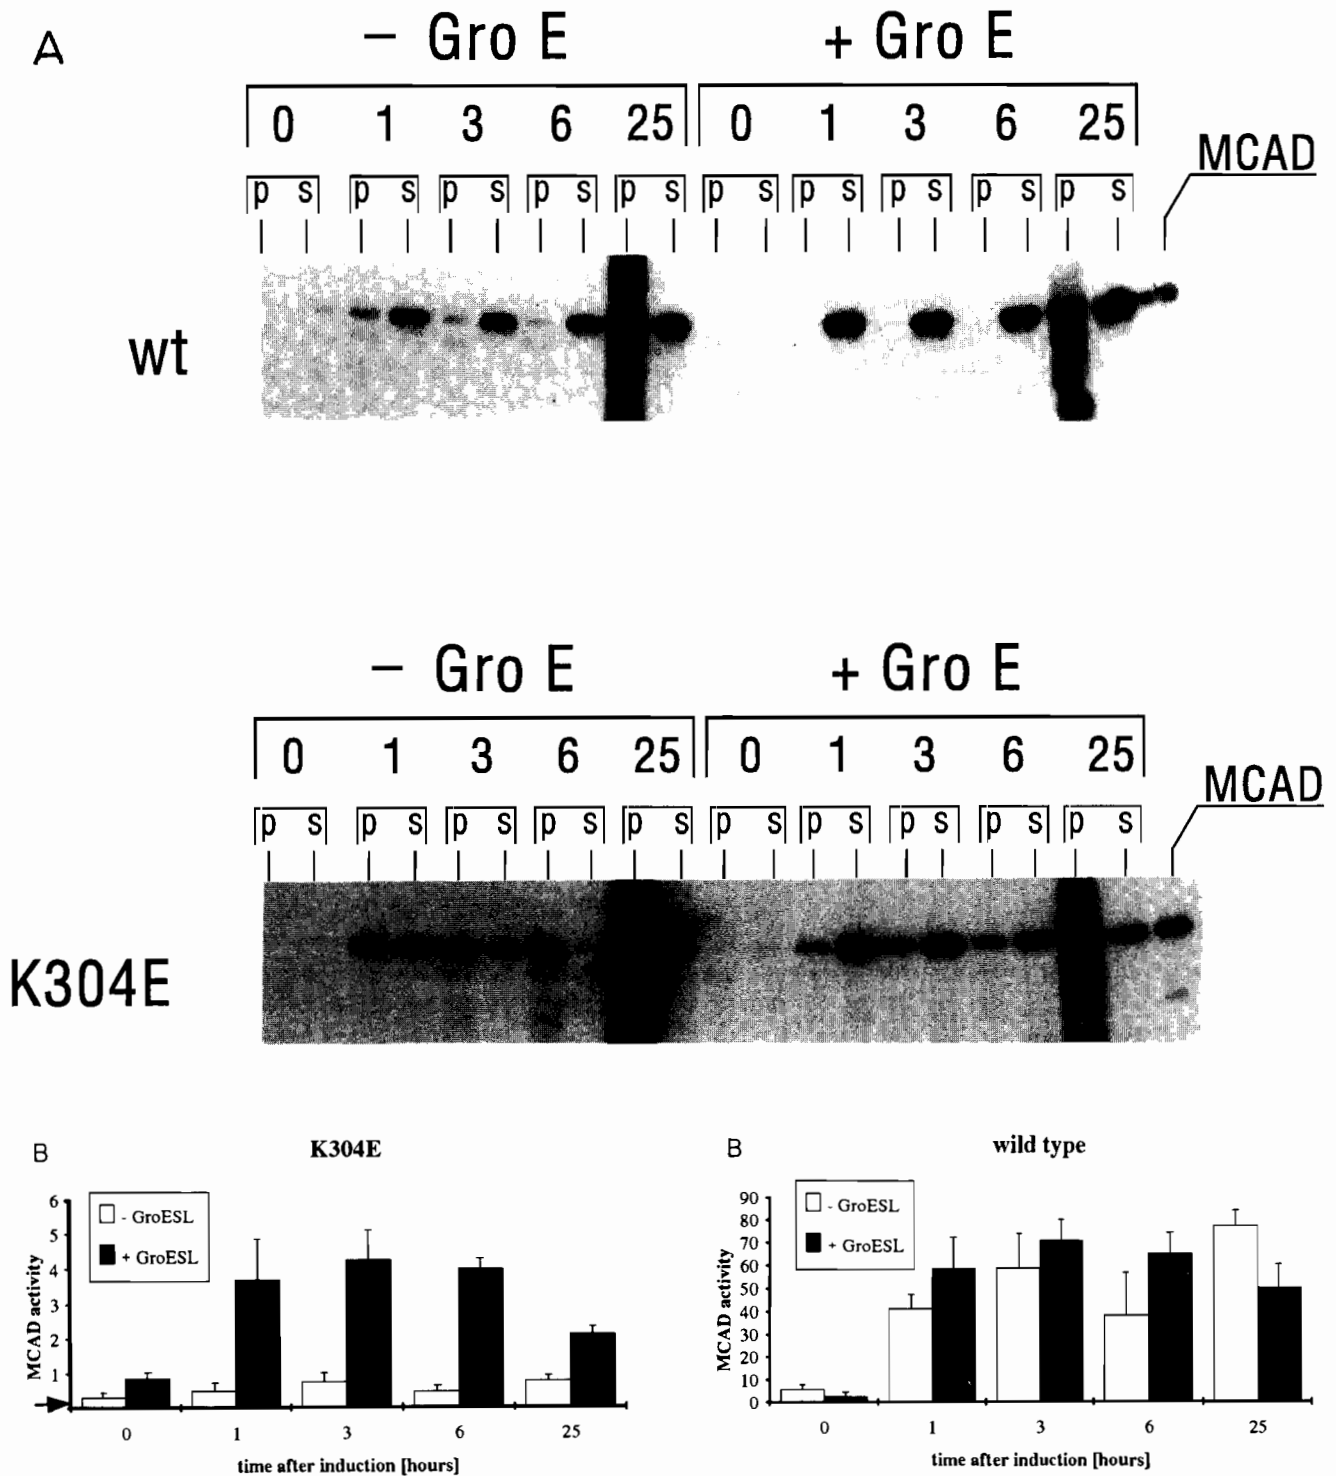 A
– Gro E + Gro E
0 1 3 6 25 0 1 3 6 25
MCAD
p s p s p s p s p s p s p s p s p s p s
wt
– Gro E + Gro E
0 1 3 6 25 0 1 3 6 25
MCAD
p s p s p s p s p s p s p s p s p s p s
K304E
B
K304E
- GroESL
+ GroESL
MCAD activity
6
5
4
3
2
1
0 1 3 6 25
time after induction [hours]
B
wild type
- GroESL
+ GroESL
MCAD activity
90
80
70
60
50
40
30
20
10
0
0 1 3 6 25
time after induction [hours]